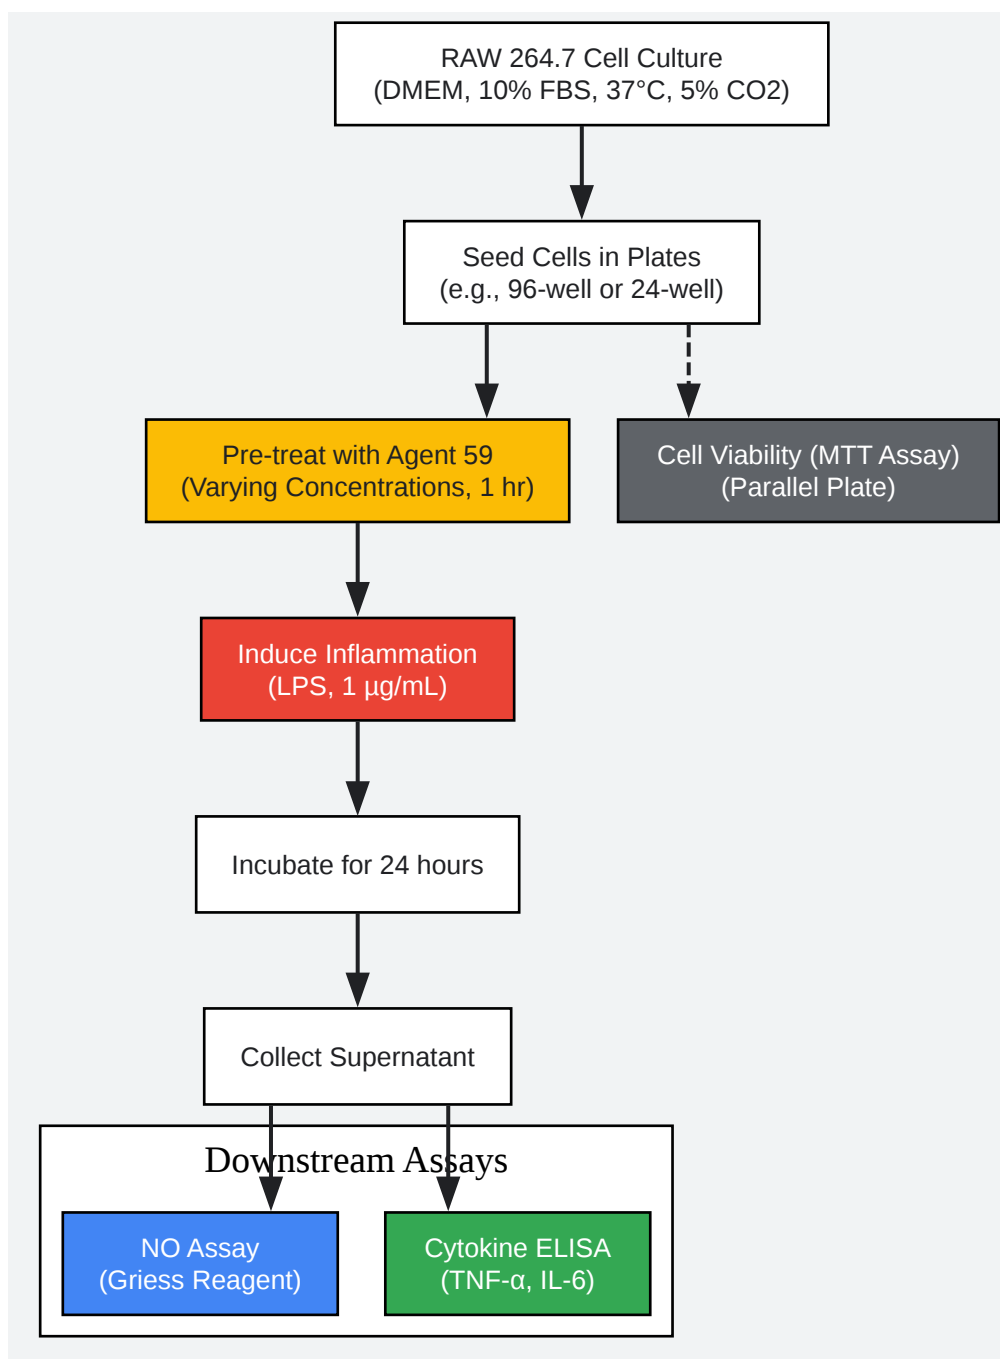 RAW 264.7 Cell Culture
(DMEM, 10% FBS, 37°C, 5% CO2)
Seed Cells in Plates
(e.g., 96-well or 24-well)
Pre-treat with Agent 59
(Varying Concentrations, 1 hr)
Cell Viability (MTT Assay)
(Parallel Plate)
Induce Inflammation
(LPS, 1 µg/mL)
Incubate for 24 hours
Collect Supernatant
Downstream Assays
NO Assay
(Griess Reagent)
Cytokine ELISA
(TNF-α, IL-6)